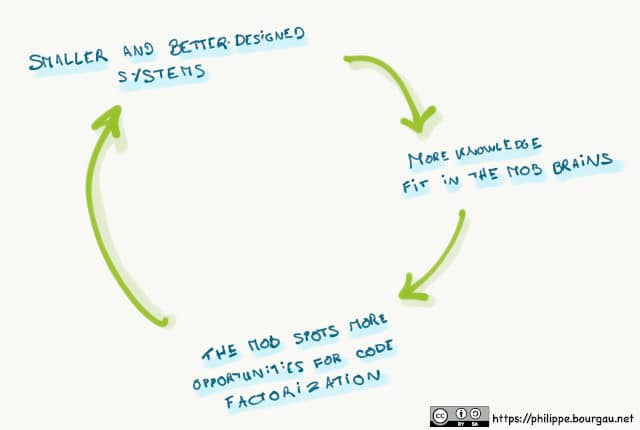 SMALLER AND BETTER-DESIGNED
SYSTEMS
MORE KNOWLEDGE
FIT IN THE MOB BRAINS
THE MOB SPOTS MORE
OPPORTUNITIES FOR CODE
FACTORIZATION
cc BY SA https://philippe.bourgau.net